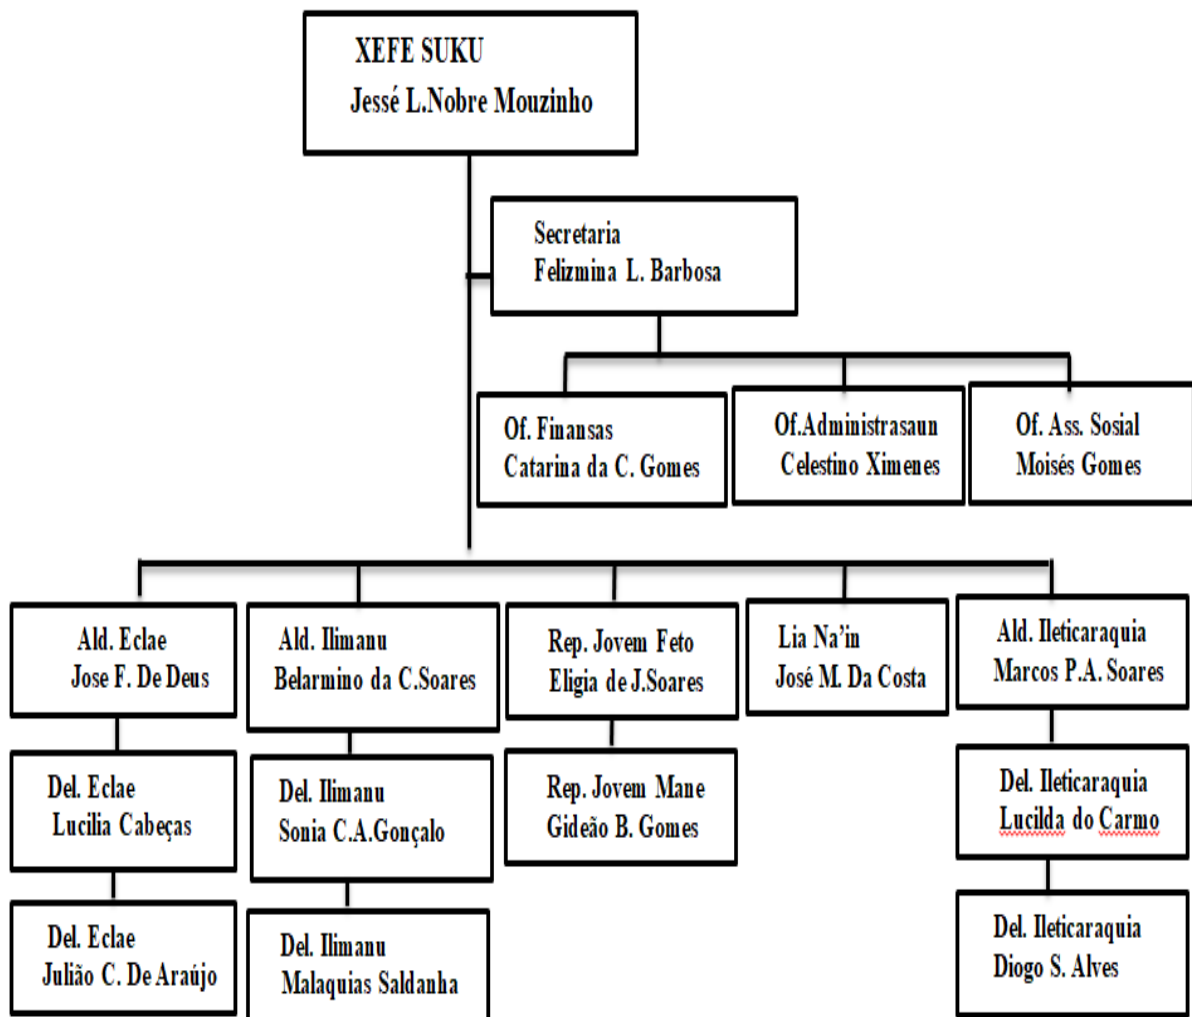 XEFE SUKU
Jessé L.Nobre Mouzinho
Secretaria
Felizmina L. Barbosa
Of. Finansas
Catarina da C. Gomes
Of.Administrasaun
Celestino Ximenes
Of. Ass. Sosial
Moisés Gomes
Ald. Eclae
Jose F. De Deus
Ald. Ilimanu
Belarmino da C.Soares
Rep. Jovem Feto
Eligia de J.Soares
Lia Na’in
José M. Da Costa
Ald. Ileticaraquia
Marcos P.A. Soares
Del. Eclae
Lucilia Cabeças
Del. Ilimanu
Sonia C.A.Gonçalo
Rep. Jovem Mane
Gideão B. Gomes
Del. Ileticaraquia
Lucilda do Carmo
Del. Eclae
Julião C. De Araújo
Del. Ilimanu
Malaquias Saldanha
Del. Ileticaraquia
Diogo S. Alves